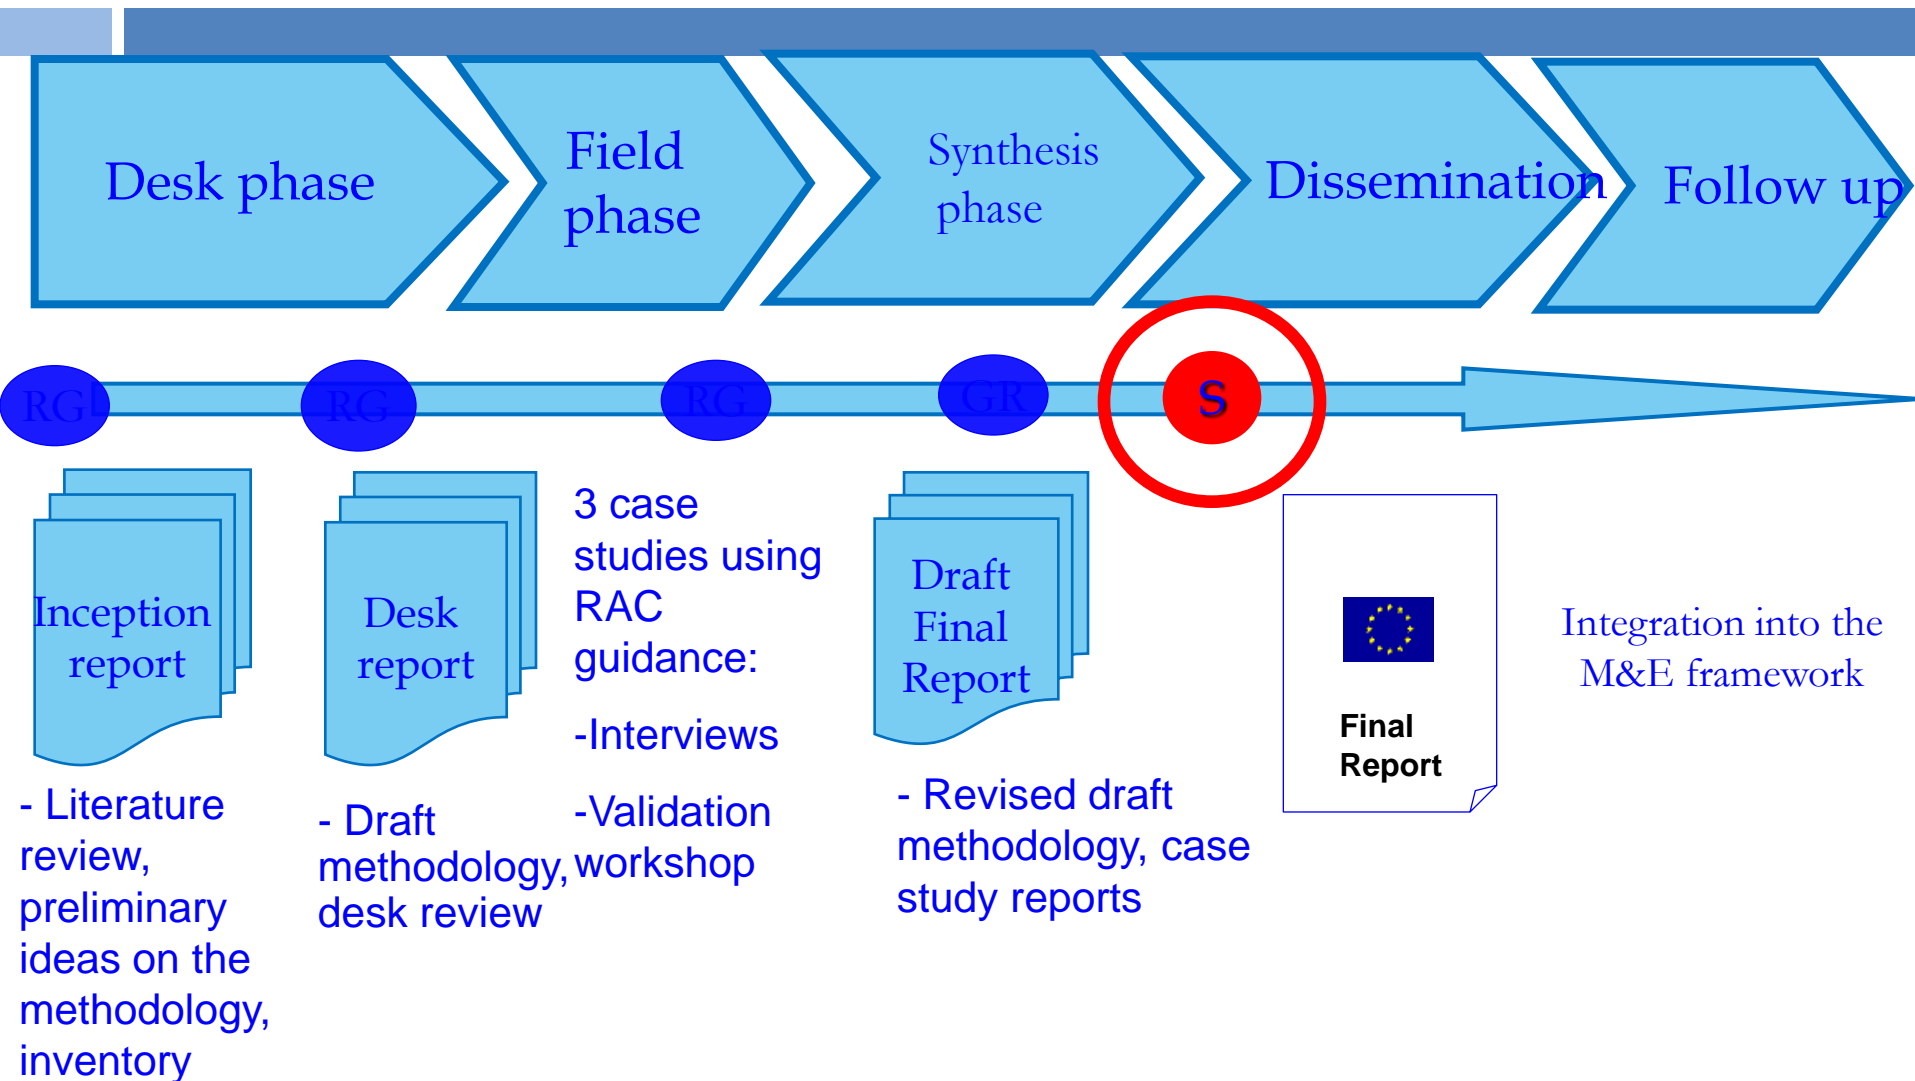 Desk phase
Field
phase
Synthesis
phase
Dissemination
Follow up
RG
RG
RG
GR
S
Inception
report
- Literature
review,
preliminary
ideas on the
methodology,
inventory
Desk
report
- Draft
methodology,
desk review
3 case
studies using
RAC
guidance:
-Interviews
-Validation
workshop
Draft
Final
Report
- Revised draft
methodology, case
study reports
Final
Report
Integration into the
M&E framework